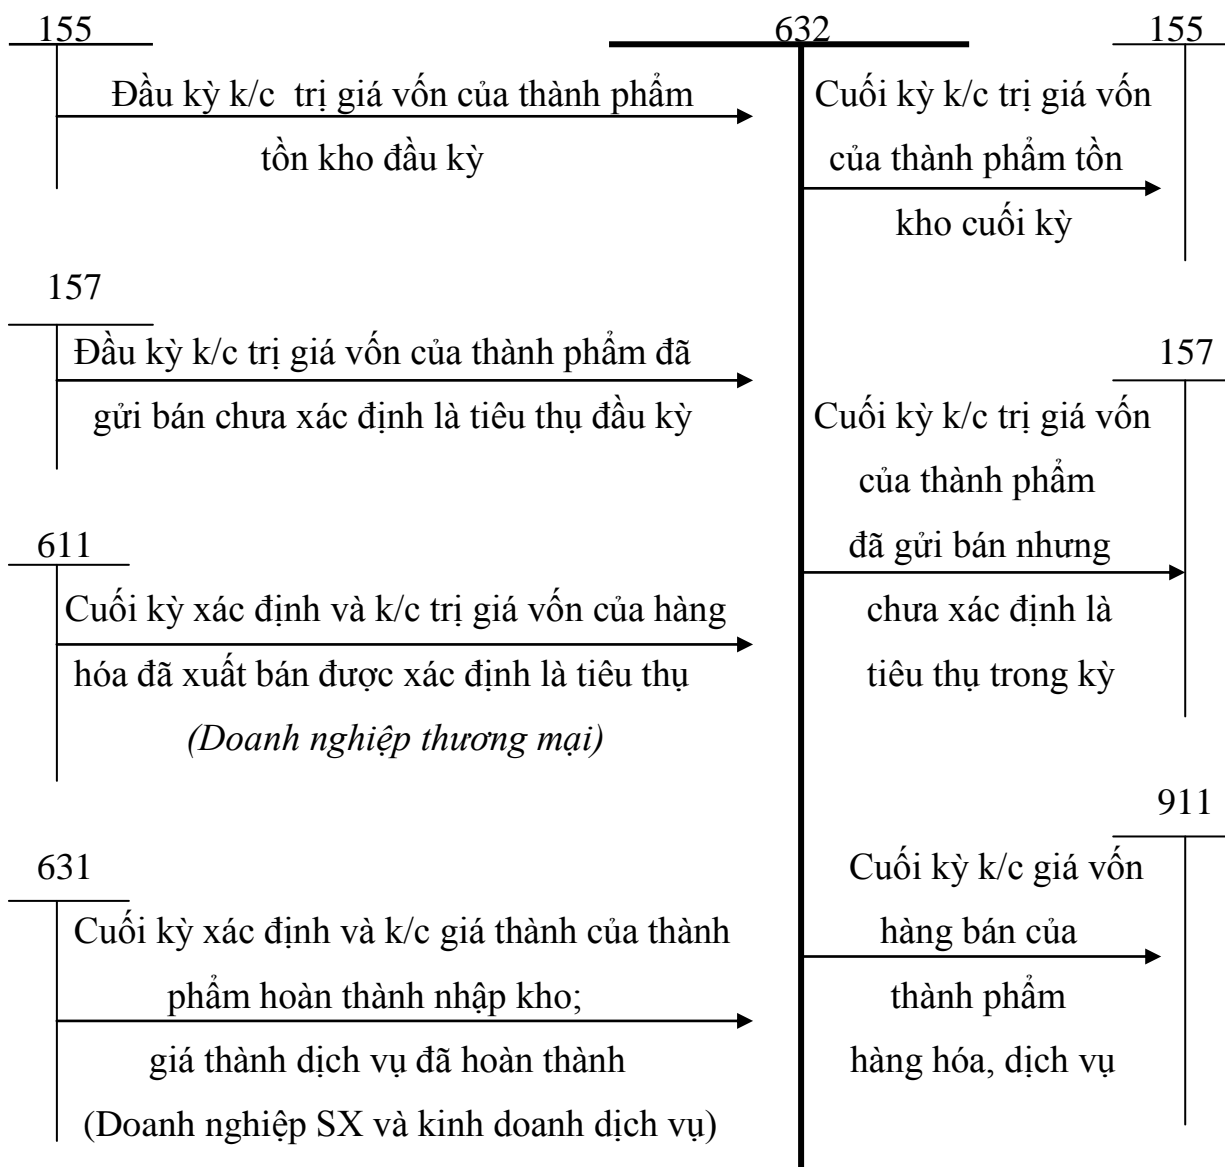 155
Đầu kỳ k/c trị giá vốn của thành phẩm
tồn kho đầu kỳ
157
Đầu kỳ k/c trị giá vốn của thành phẩm đã
gửi bán chưa xác định là tiêu thụ đầu kỳ
611
Cuối kỳ xác định và k/c trị giá vốn của hàng
hóa đã xuất bán được xác định là tiêu thụ
(Doanh nghiệp thương mại)
631
Cuối kỳ xác định và k/c giá thành của thành
phẩm hoàn thành nhập kho;
giá thành dịch vụ đã hoàn thành
(Doanh nghiệp SX và kinh doanh dịch vụ)
632
155
Cuối kỳ k/c trị giá vốn
của thành phẩm tồn
kho cuối kỳ
157
Cuối kỳ k/c trị giá vốn
của thành phẩm
đã gửi bán nhưng
chưa xác định là
tiêu thụ trong kỳ
911
Cuối kỳ k/c giá vốn
hàng bán của
thành phẩm
hàng hóa, dịch vụ